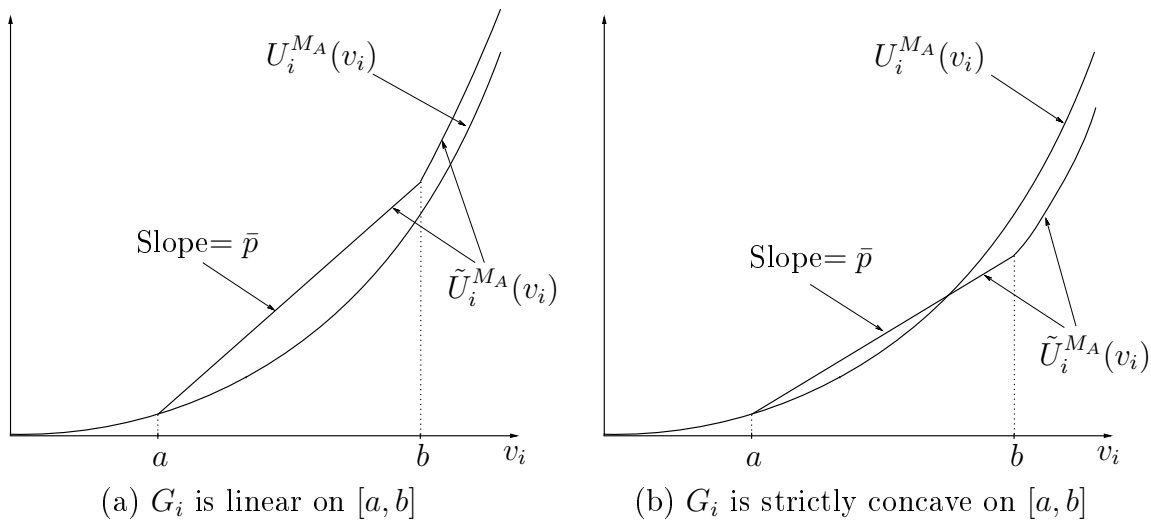 U_i^{M_A}(v_i)
Slope= p̄
Ũ_i^{M_A}(v_i)
a
b
v_i
(a) G_i is linear on [a, b]
U_i^{M_A}(v_i)
Slope= p̄
Ũ_i^{M_A}(v_i)
a
b
v_i
(b) G_i is strictly concave on [a, b]